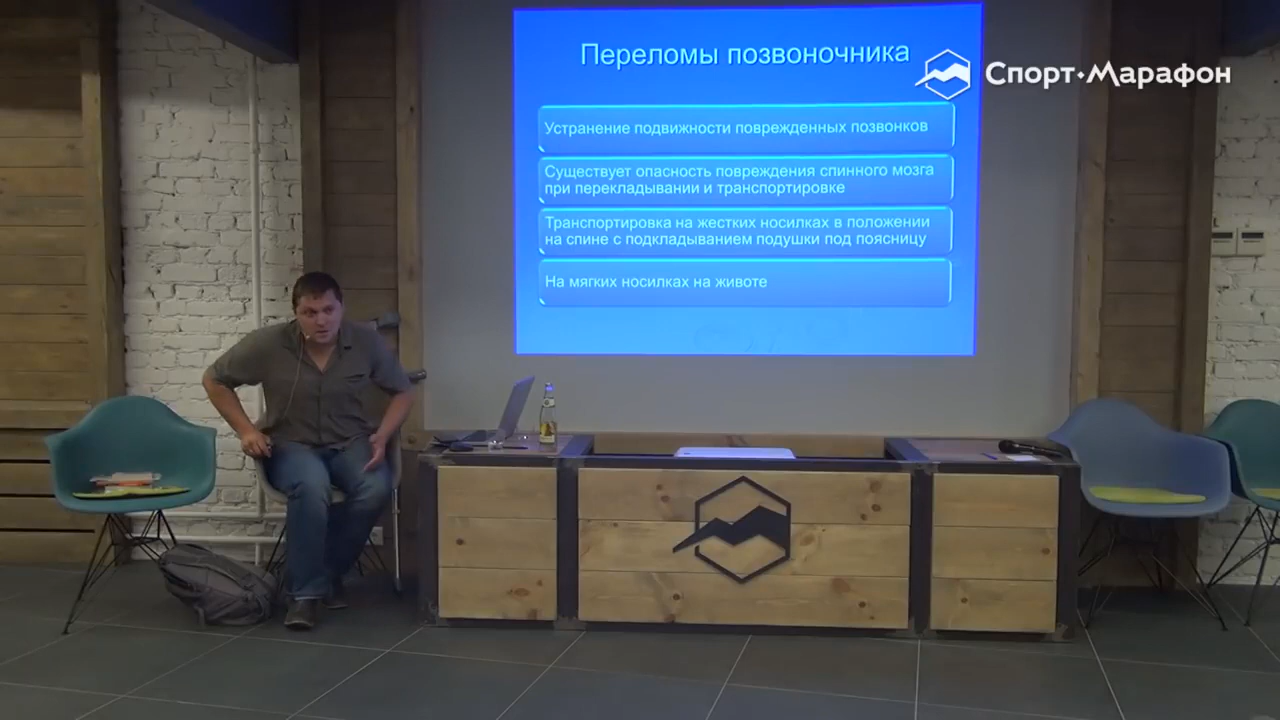 Переломы позвоночника
Спорт·Марафон
Устранение подвижности поврежденных позвонков
Существует опасность повреждения спинного мозга
при перекладывании и транспортировке
Транспортировка на жестких носилках в положении
на спине с подкладыванием подушки под поясницу
На мягких носилках на животе